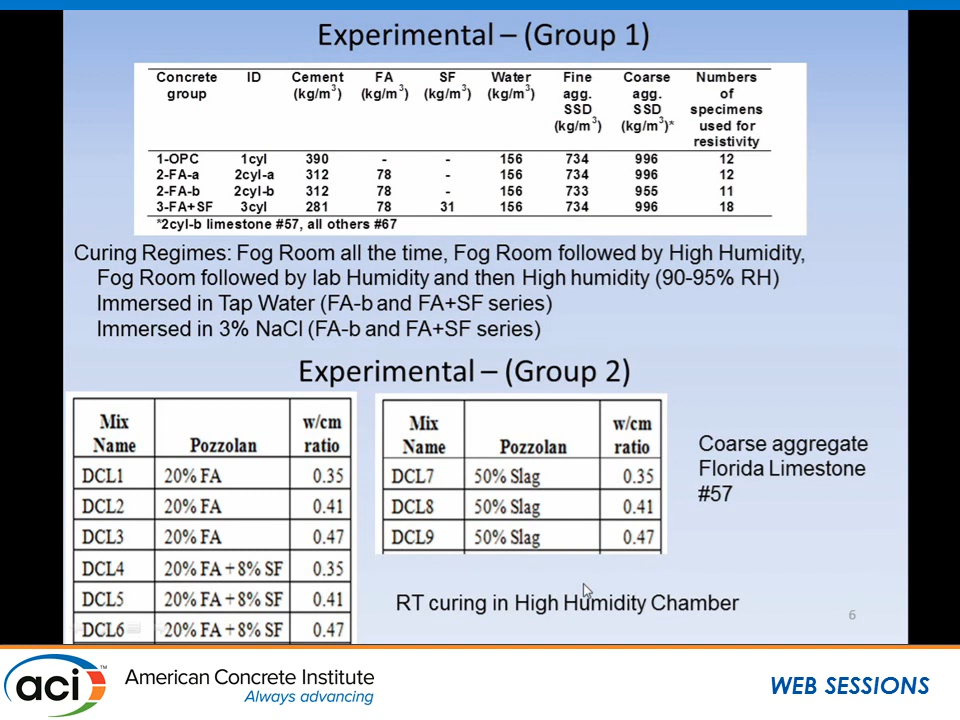 Experimental – (Group 1)
Concrete group ID Cement (kg/m³) FA (kg/m³) SF (kg/m³) Water (kg/m³) Fine agg. SSD (kg/m³) Coarse agg. SSD (kg/m³)* Numbers of specimens used for resistivity
1-OPC 1cyl 390 - - 156 734 996 12
2-FA-a 2cyl-a 312 78 - 156 734 996 12
2-FA-b 2cyl-b 312 78 - 156 733 955 11
3-FA+SF 3cyl 281 78 31 156 734 996 18
*2cyl-b limestone #57, all others #67
Curing Regimes: Fog Room all the time, Fog Room followed by High Humidity,
Fog Room followed by lab Humidity and then High humidity (90-95% RH)
Immersed in Tap Water (FA-b and FA+SF series)
Immersed in 3% NaCl (FA-b and FA+SF series)
Experimental – (Group 2)
Mix Name Pozzolan w/cm ratio
DCL1 20% FA 0.35
DCL2 20% FA 0.41
DCL3 20% FA 0.47
DCL4 20% FA + 8% SF 0.35
DCL5 20% FA + 8% SF 0.41
DCL6 20% FA + 8% SF 0.47
Mix Name Pozzolan w/cm ratio
DCL7 50% Slag 0.35
DCL8 50% Slag 0.41
DCL9 50% Slag 0.47
Coarse aggregate
Florida Limestone
#57
RT curing in High Humidity Chamber
6
aci™
American Concrete Institute
Always advancing
WEB SESSIONS